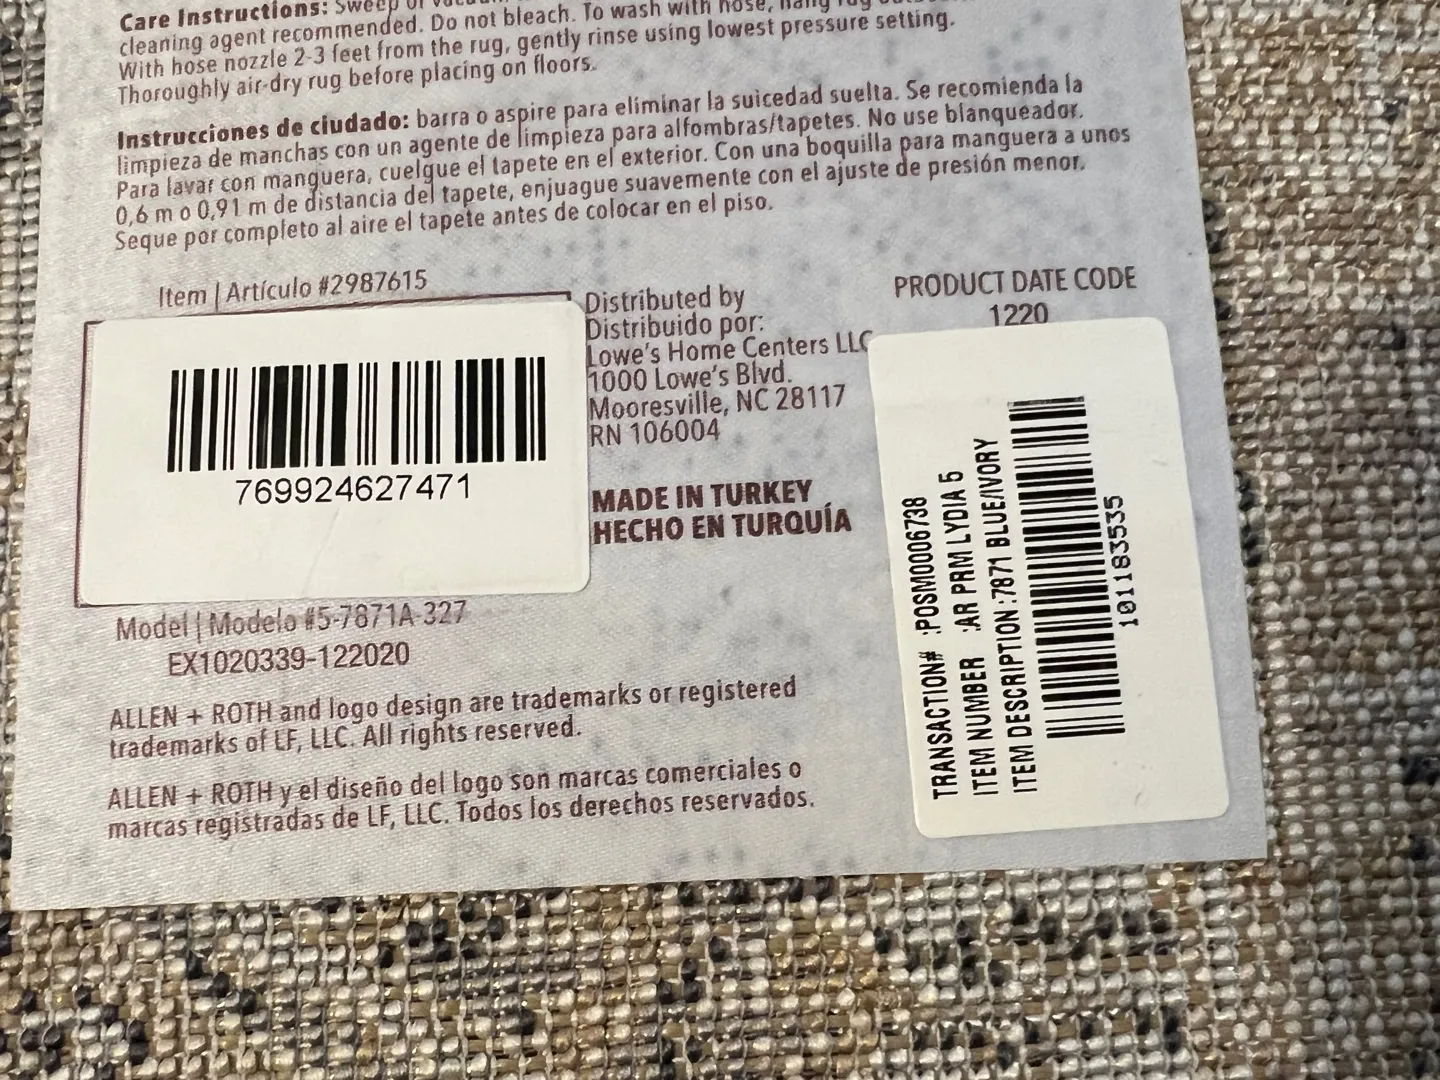 Care Instructions: Sweep or
cleaning agent recommended. Do not bleach. To wash with hose, hang rug
With hose nozzle 2-3 feet from the rug, gently rinse using lowest pressure setting.
Thoroughly air-dry rug before placing on floors.
Instrucciones de ciudado: barra o aspire para eliminar la suicedad suelta. Se recomienda la
limpieza de manchas con un agente de limpieza para alfombras/tapetes. No use blanqueador.
Para lavar con manguera, cuelgue el tapete en el exterior. Con una boquilla para manguera a unos
0,6 m o 0,91 m de distancia del tapete, enjuague suavemente con el ajuste de presión menor.
Seque por completo al aire el tapete antes de colocar en el piso.
Item | Artículo #2987615
769924627471
Model | Modelo #5-7871A-327
EX1020339-122020
Distributed by
Distribuido por:
Lowe's Home Centers LLC
1000 Lowe's Blvd.
Mooresville, NC 28117
RN 106004
MADE IN TURKEY
HECHO EN TURQUÍA
PRODUCT DATE CODE
1220
TRANSACTION# :POSM0006738
ITEM NUMBER :AR PRM LYDIA 5
ITEM DESCRIPTION :7871 BLUE/IVORY
101183535
ALLEN + ROTH and logo design are trademarks or registered
trademarks of LF, LLC. All rights reserved.
ALLEN + ROTH y el diseño del logo son marcas comerciales o
marcas registradas de LF, LLC. Todos los derechos reservados.